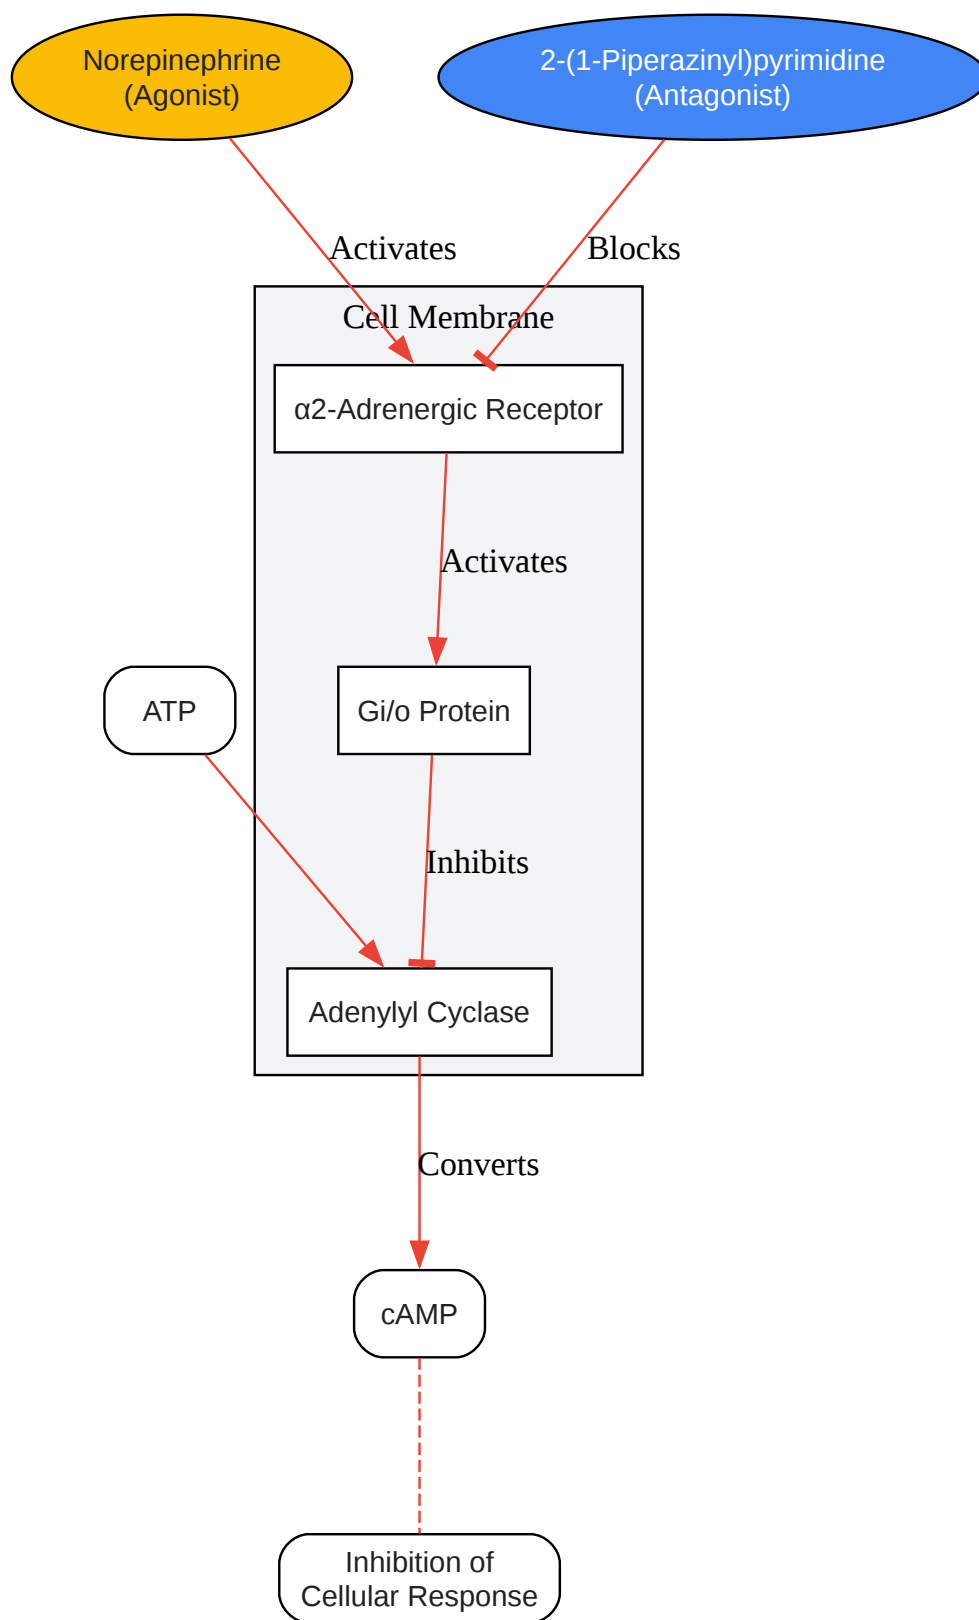 Norepinephrine
(Agonist)
2-(1-Piperazinyl)pyrimidine
(Antagonist)
Activates
Blocks
Cell Membrane
α2-Adrenergic Receptor
Activates
ATP
Gi/o Protein
Inhibits
Adenylyl Cyclase
Converts
cAMP
Inhibition of
Cellular Response